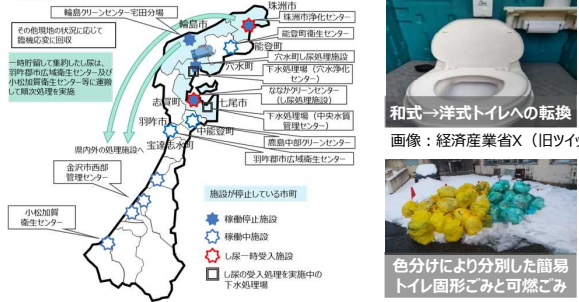 輪島クリーンセンター宅田分場
珠洲市
輪島市
珠洲市浄化センター
その他現地の状況に応じて
臨機応変に回収
能登町衛生センター
能登町
穴水町し尿処理施設
一時貯留して集約したし尿は、
羽咋郡市広域衛生センター及び
小松加賀衛生センター等に運搬
して順次処理を実施
穴水町
下水処理場（穴水浄化
センター）
ななかクリーンセンター
（し尿処理施設）
志賀町
七尾市
下水処理場（中央水質
管理センター）
羽咋市
中能登町
鹿島中部クリーンセンター
県内外の処理施設へ
宝達志水町
羽咋郡市広域衛生センター
金沢市西部
管理センター
小松加賀
衛生センター
施設が停止している市町
稼働停止施設
稼働中施設
し尿一時受入施設
し尿の受入処理を実施中の
下水処理場
和式→洋式トイレへの転換
画像：経済産業省X（旧ツイッ
色分けにより分別した簡易
トイレ固形ごみと可燃ごみ